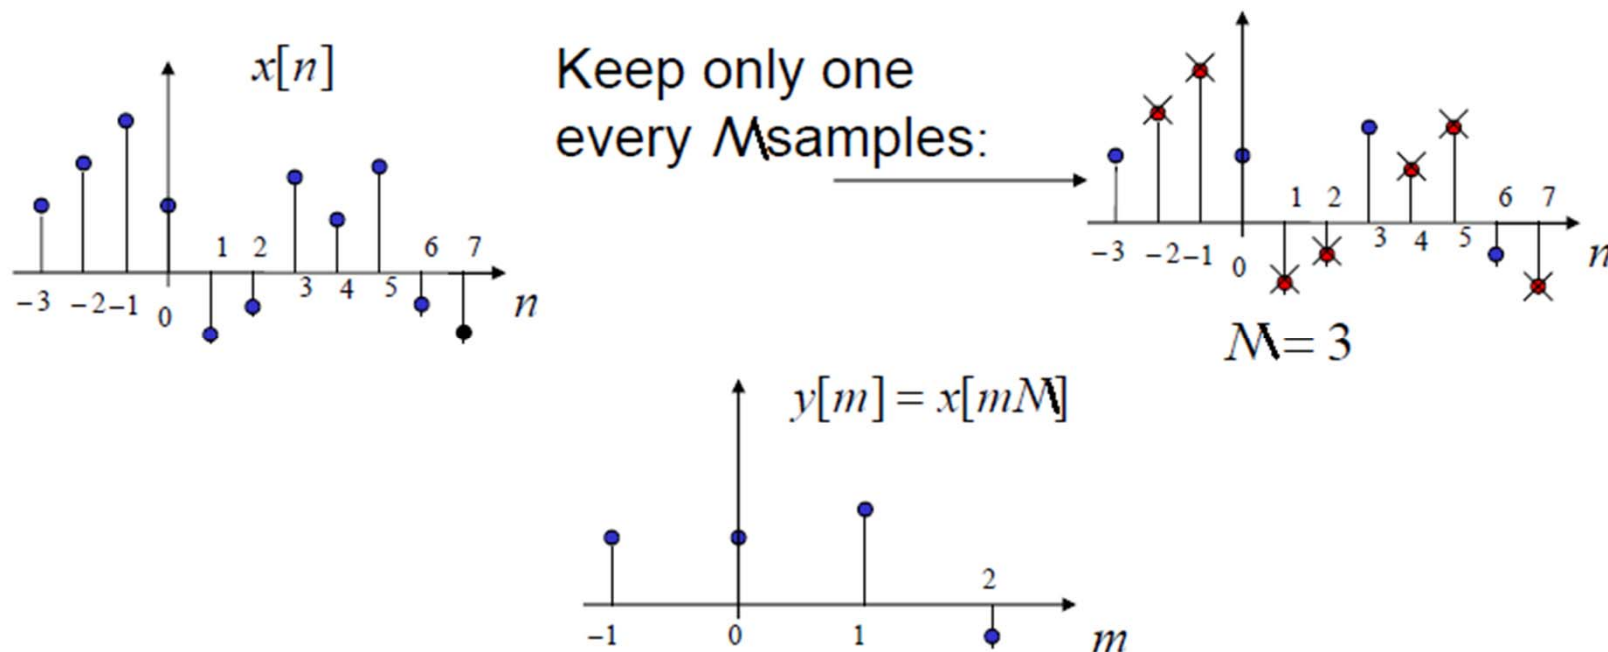 x[n]
Keep only one
every M samples:
1 2 6 7
-3 -2 -1 0 3 4 5 n
1 2 6 7
-3 -2 -1 0 3 4 5 n
M = 3
y[m] = x[mM]
2
-1 0 1 m